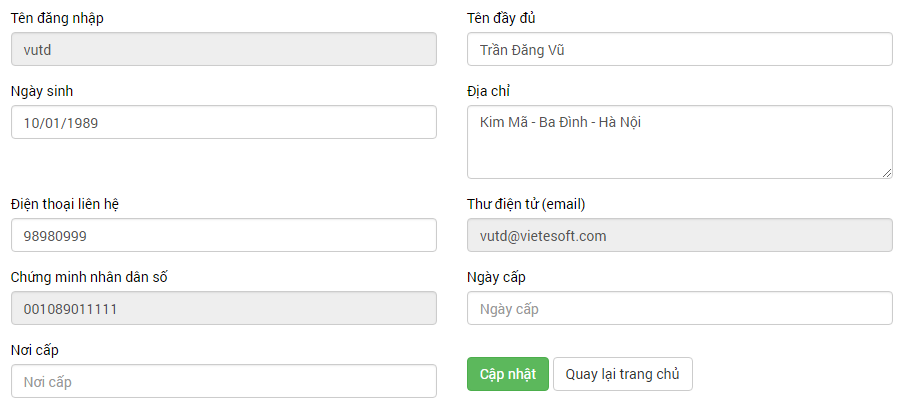 Tên đăng nhập
vutd
Tên đầy đủ
Trần Đăng Vũ
Ngày sinh
10/01/1989
Địa chỉ
Kim Mã - Ba Đình - Hà Nội
Điện thoại liên hệ
98980999
Thư điện tử (email)
vutd@vietesoft.com
Chứng minh nhân dân số
001089011111
Ngày cấp
Ngày cấp
Nơi cấp
Nơi cấp
Cập nhật
Quay lại trang chủ